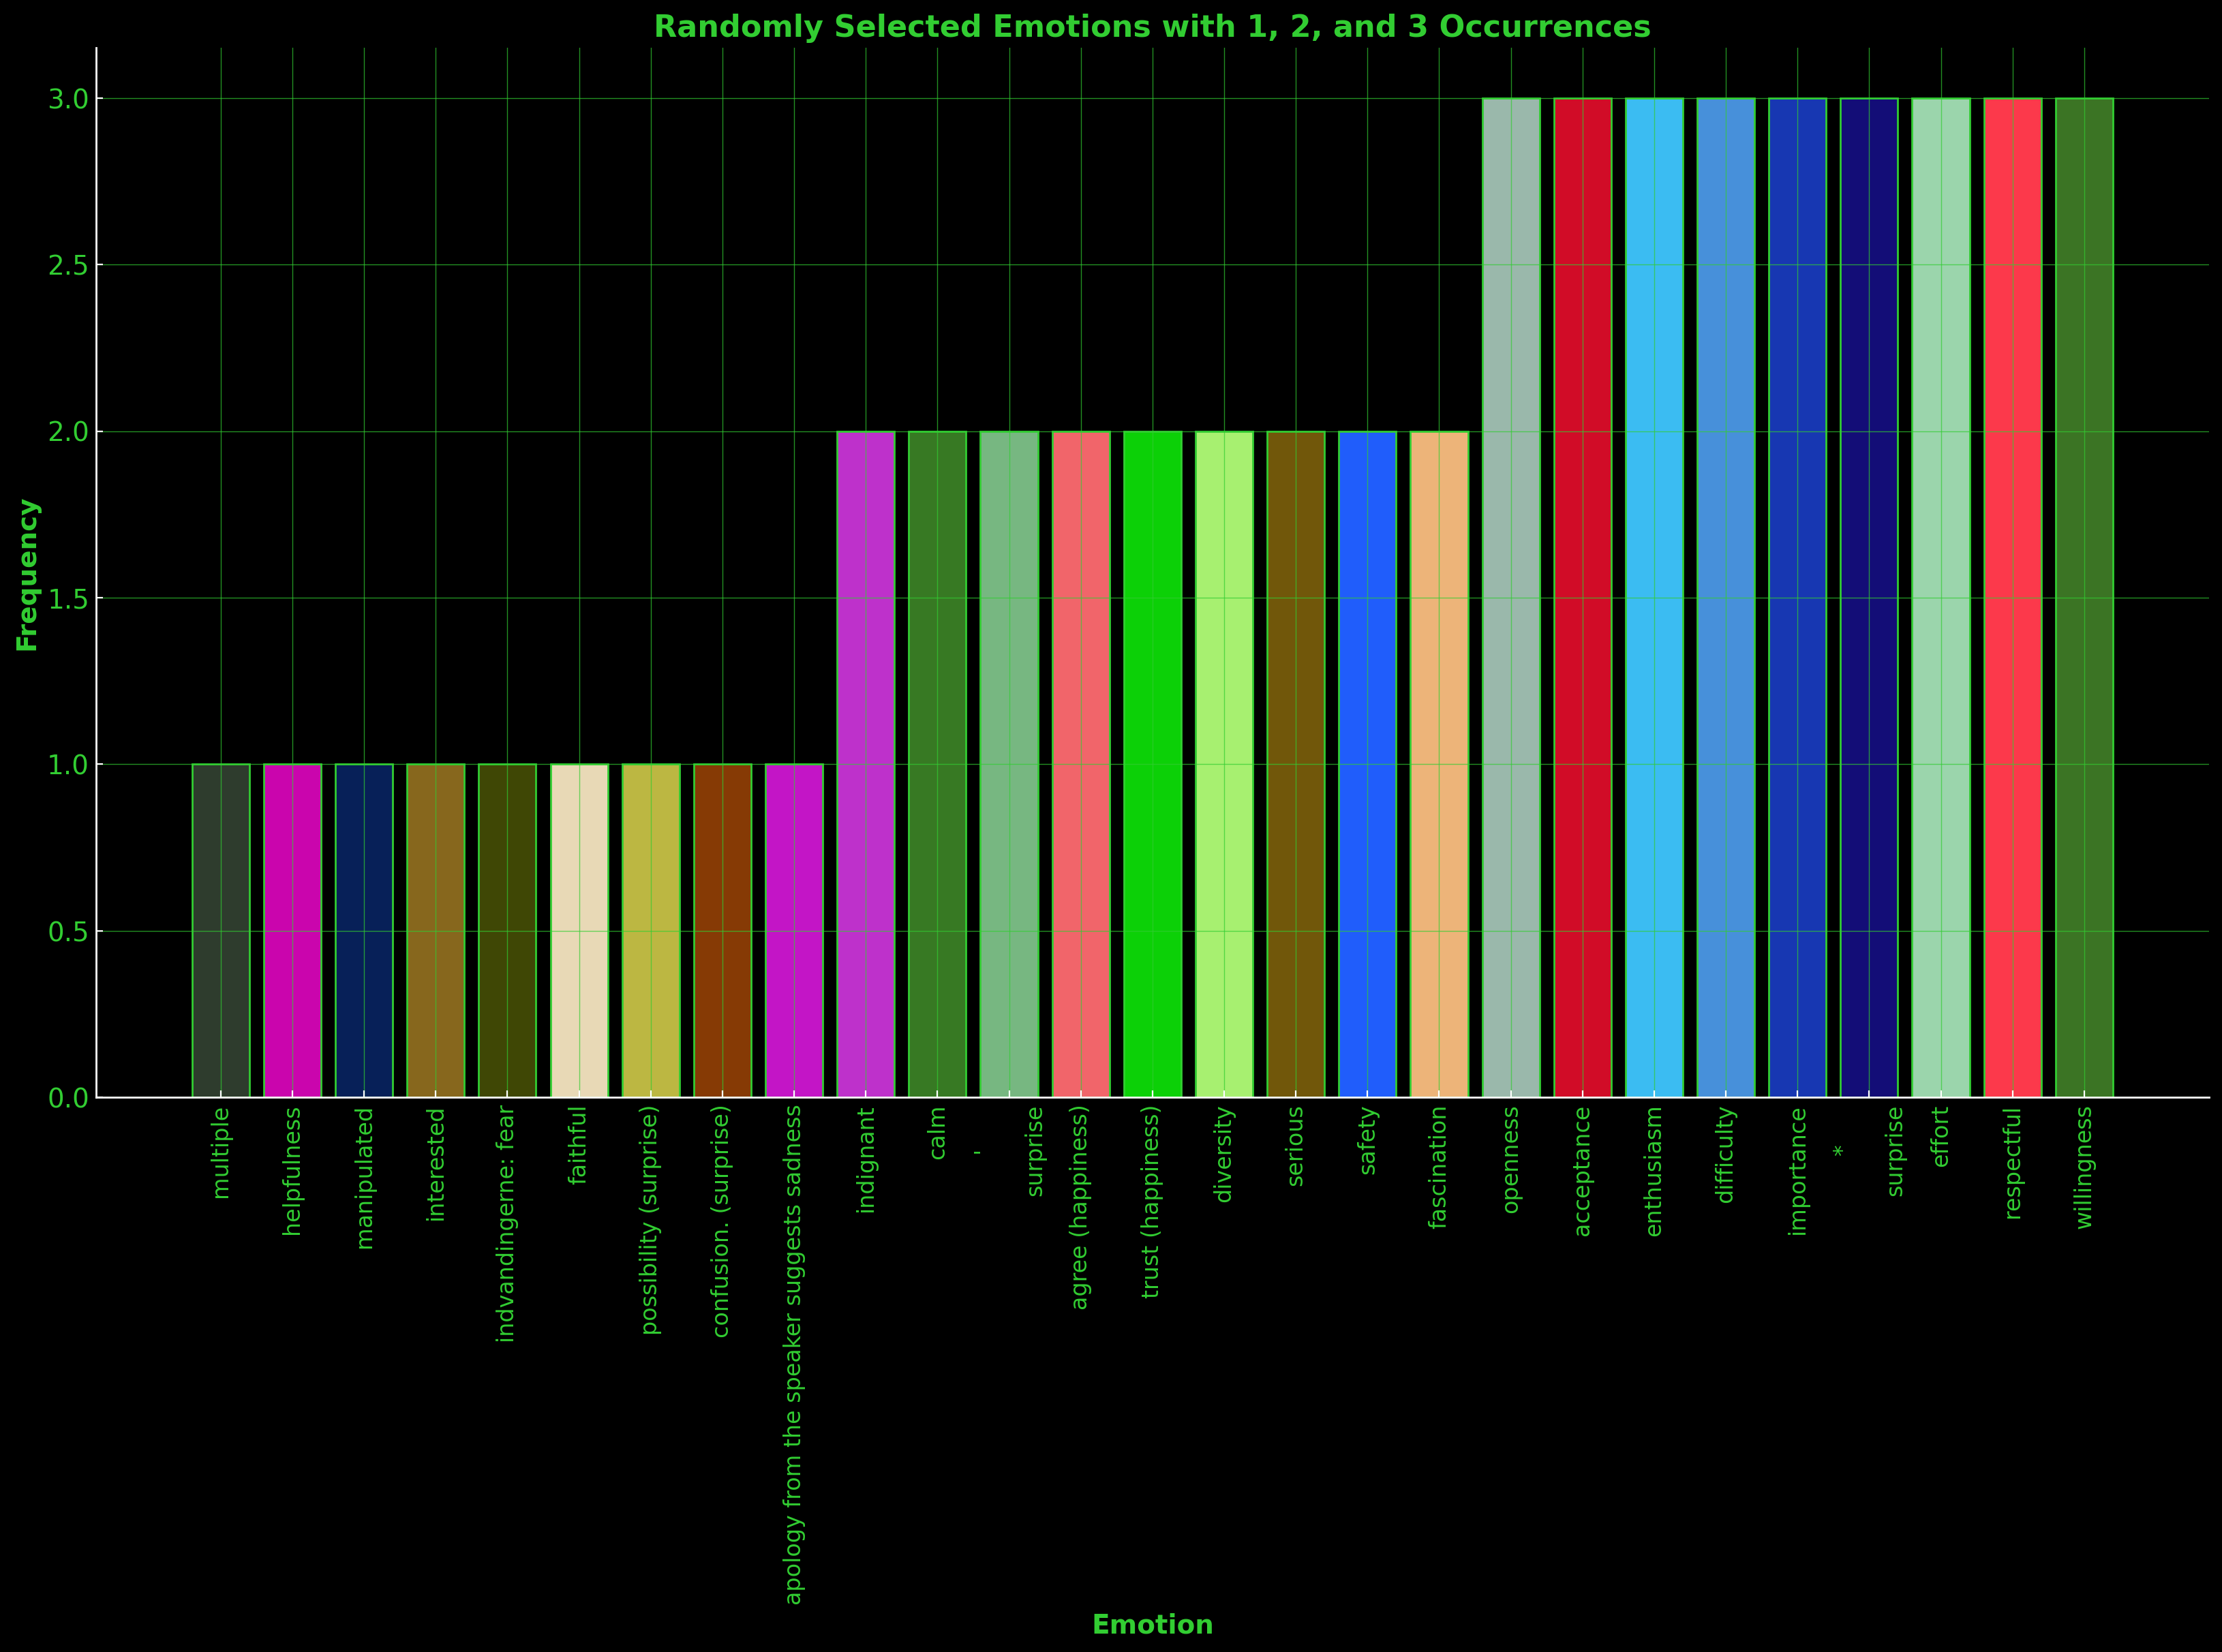 Randomly Selected Emotions with 1, 2, and 3 Occurrences
Frequency
3.0
2.5
2.0
1.5
1.0
0.5
0.0
multiple
helpfulness
manipulated
interested
indvandingerne: fear
faithful
possibility (surprise)
confusion. (surprise)
apology from the speaker suggests sadness
indignant
calm
-
surprise
agree (happiness)
trust (happiness)
diversity
serious
safety
fascination
openness
acceptance
enthusiasm
difficulty
importance
*
surprise
effort
respectful
willingness
Emotion